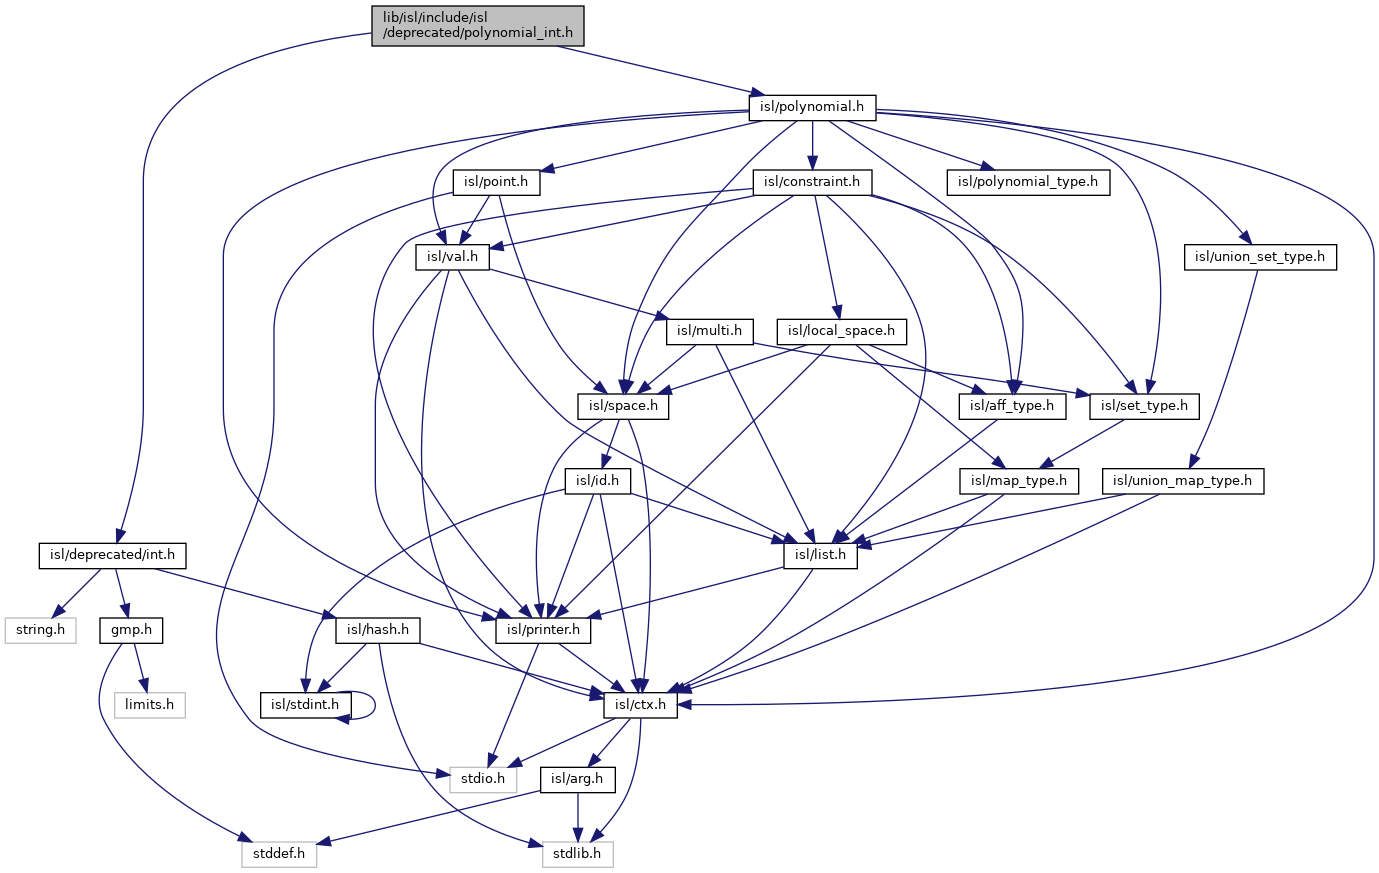 lib/isl/include/isl
/deprecated/polynomial_int.h
isl/polynomial.h
isl/point.h
isl/constraint.h
isl/polynomial_type.h
isl/val.h
isl/union_set_type.h
isl/multi.h
isl/local_space.h
isl/space.h
isl/aff_type.h
isl/set_type.h
isl/id.h
isl/map_type.h
isl/union_map_type.h
isl/deprecated/int.h
isl/list.h
string.h
gmp.h
isl/hash.h
isl/printer.h
limits.h
isl/stdint.h
isl/ctx.h
stdio.h
isl/arg.h
stddef.h
stdlib.h